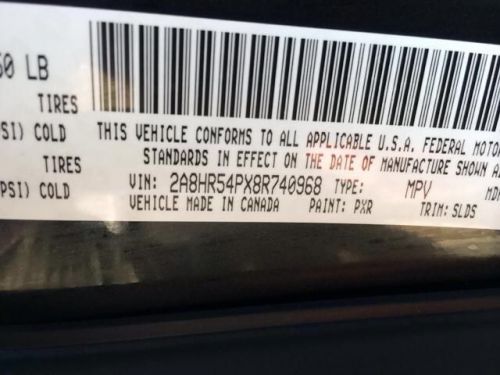 50 LB
TIRES
PSI) COLD
TIRES
PSI) COLD
THIS VEHICLE CONFORMS TO ALL APPLICABLE U.S.A. FEDERAL MOTOR
STANDARDS IN EFFECT ON THE DATE OF MANUFACTURE SHOWN A
VIN: 2A8HR54PX8R740968 TYPE: MPV MD
VEHICLE MADE IN CANADA PAINT: PXR TRIM: SLDS